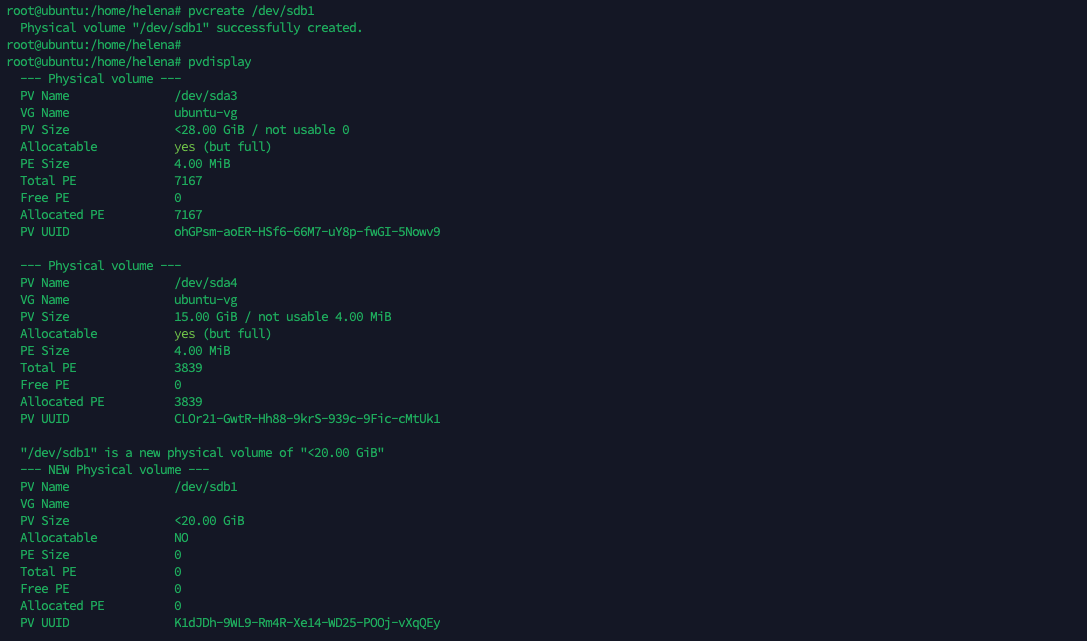 root@ubuntu:/home/helena# pvcreate /dev/sdb1
  Physical volume "/dev/sdb1" successfully created.
root@ubuntu:/home/helena#
root@ubuntu:/home/helena# pvdisplay
  --- Physical volume ---
  PV Name               /dev/sda3
  VG Name               ubuntu-vg
  PV Size               <28.00 GiB / not usable 0
  Allocatable           yes (but full)
  PE Size               4.00 MiB
  Total PE              7167
  Free PE               0
  Allocated PE          7167
  PV UUID               ohGPsm-aoER-HSf6-66M7-uY8p-fwGI-5Nowv9

  --- Physical volume ---
  PV Name               /dev/sda4
  VG Name               ubuntu-vg
  PV Size               15.00 GiB / not usable 4.00 MiB
  Allocatable           yes (but full)
  PE Size               4.00 MiB
  Total PE              3839
  Free PE               0
  Allocated PE          3839
  PV UUID               CLOr21-GwtR-Hh88-9krS-939c-9Fic-cMtUk1

  "/dev/sdb1" is a new physical volume of "<20.00 GiB"
  --- NEW Physical volume ---
  PV Name               /dev/sdb1
  VG Name
  PV Size               <20.00 GiB
  Allocatable           NO
  PE Size               0
  Total PE              0
  Free PE               0
  Allocated PE          0
  PV UUID               K1dJDh-9WL9-Rm4R-Xe14-WD25-POOj-vXqQEy